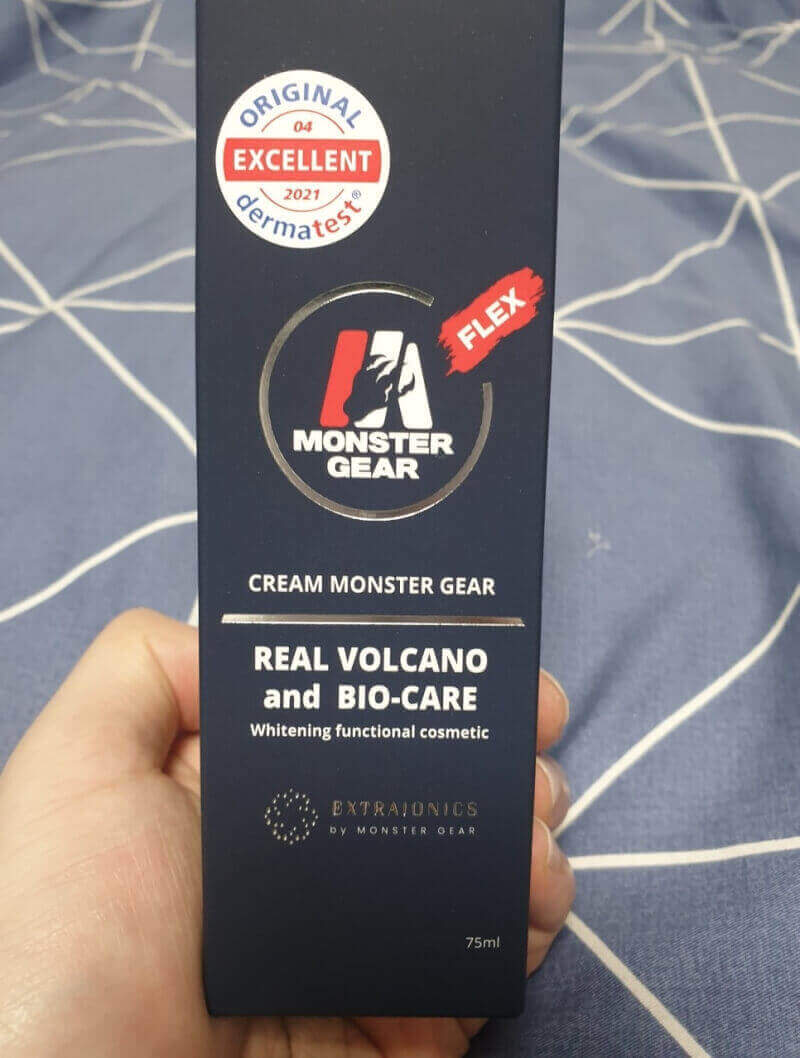 ORIGINAL
04
EXCELLENT
2021
dermatest®
FLEX
MONSTER
GEAR
CREAM MONSTER GEAR
REAL VOLCANO
and BIO-CARE
Whitening functional cosmetic
EXTRAIONICS
by MONSTER GEAR
75ml